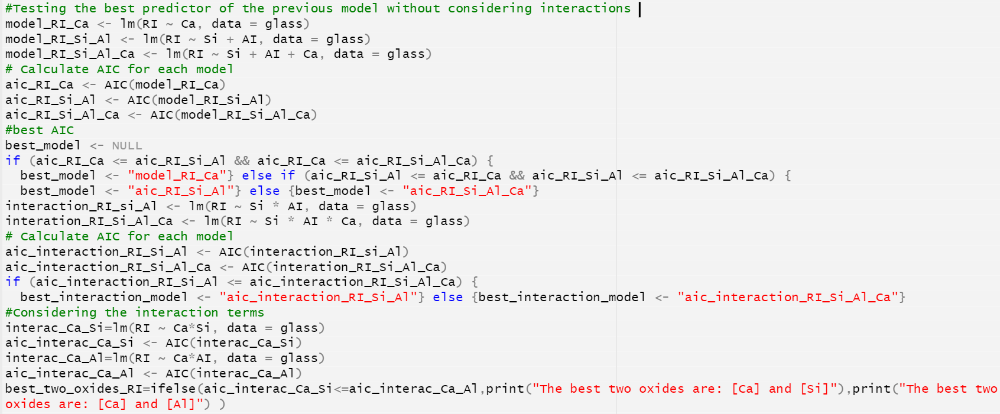 #Testing the best predictor of the previous model without considering interactions
model_RI_Ca <- lm(RI ~ Ca, data = glass)
model_RI_Si_Al <- lm(RI ~ Si + AI, data = glass)
model_RI_Si_Al_Ca <- lm(RI ~ Si + AI + Ca, data = glass)
# Calculate AIC for each model
aic_RI_Ca <- AIC(model_RI_Ca)
aic_RI_Si_Al <- AIC(model_RI_Si_Al)
aic_RI_Si_Al_Ca <- AIC(model_RI_Si_Al_Ca)
#best AIC
best_model <- NULL
if (aic_RI_Ca <= aic_RI_Si_Al && aic_RI_Ca <= aic_RI_Si_Al_Ca) {
  best_model <- "model_RI_Ca"} else if (aic_RI_Si_Al <= aic_RI_Ca && aic_RI_Si_Al <= aic_RI_Si_Al_Ca) {
  best_model <- "aic_RI_Si_Al"} else {best_model <- "aic_RI_Si_Al_Ca"}
interaction_RI_si_Al <- lm(RI ~ Si * AI, data = glass)
interation_RI_Si_Al_Ca <- lm(RI ~ Si * AI * Ca, data = glass)
# Calculate AIC for each model
aic_interaction_RI_Si_Al <- AIC(interaction_RI_si_Al)
aic_interaction_RI_Si_Al_Ca <- AIC(interation_RI_Si_Al_Ca)
if (aic_interaction_RI_Si_Al <= aic_interaction_RI_Si_Al_Ca) {
  best_interaction_model <- "aic_interaction_RI_Si_Al"} else {best_interaction_model <- "aic_interaction_RI_Si_Al_Ca"}
#Considering the interaction terms
interac_Ca_Si=lm(RI ~ Ca*Si, data = glass)
aic_interac_Ca_Si <- AIC(interac_Ca_Si)
interac_Ca_Al=lm(RI ~ Ca*AI, data = glass)
aic_interac_Ca_Al <- AIC(interac_Ca_Al)
best_two_oxides_RI=ifelse(aic_interac_Ca_Si<=aic_interac_Ca_Al,print("The best two oxides are: [Ca] and [Si]"),print("The best two
oxides are: [Ca] and [Al]") )